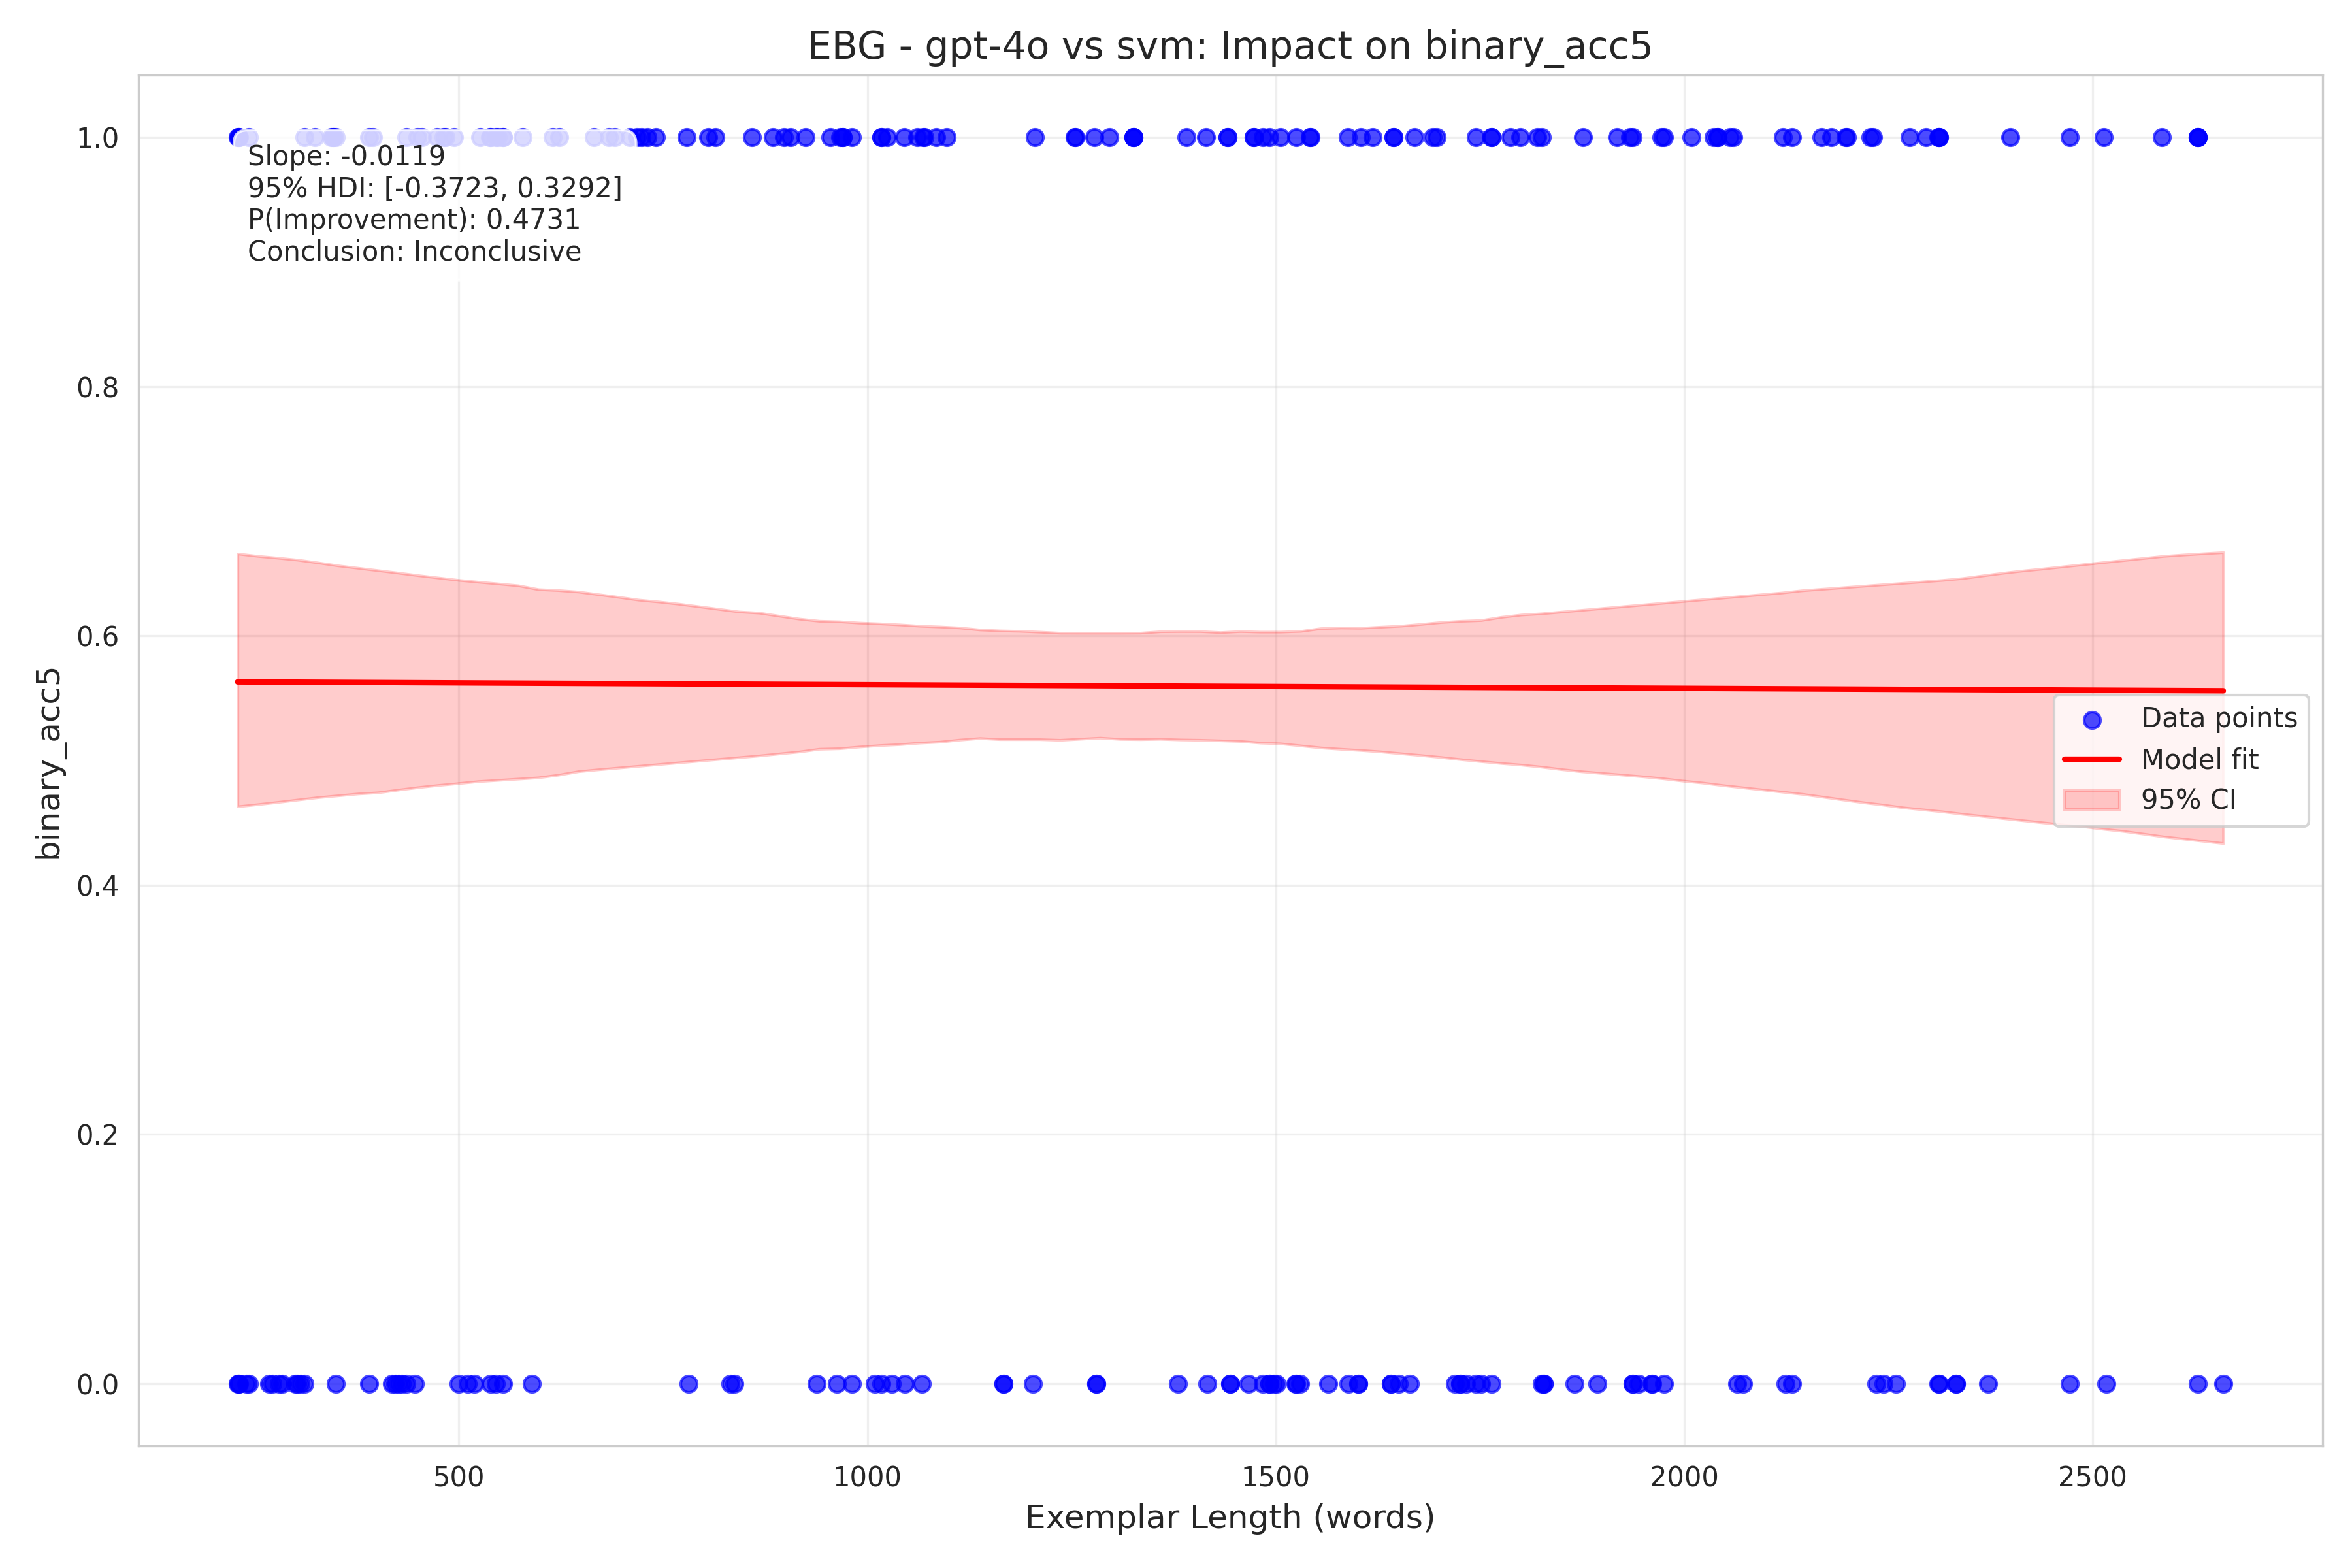 EBG - gpt-4o vs svm: Impact on binary_acc5
1.0
Slope: -0.0119
95% HDI: [-0.3723, 0.3292]
P(Improvement): 0.4731
Conclusion: Inconclusive
0.8
0.6
0.4
0.2
0.0
binary_acc5
Data points
Model fit
95% CI
500
1000
1500
2000
2500
Exemplar Length (words)